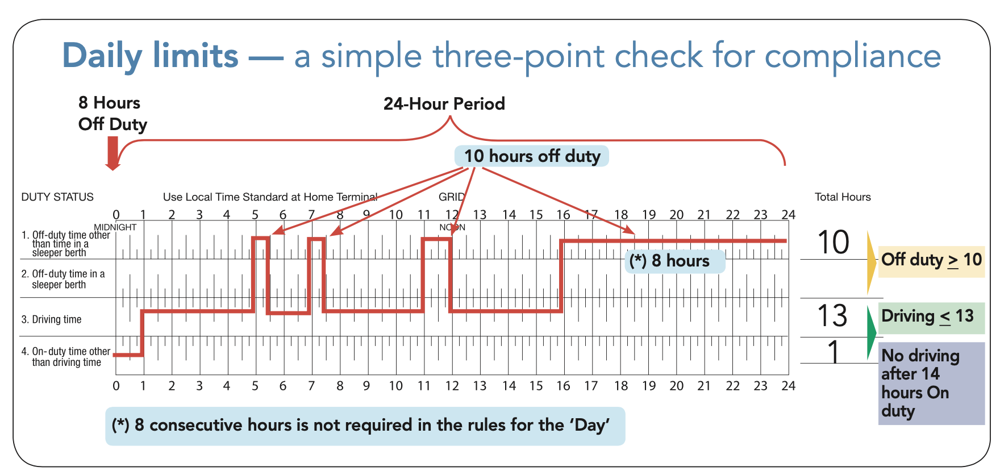 Daily limits — a simple three-point check for compliance
8 Hours
Off Duty
24-Hour Period
10 hours off duty
DUTY STATUS
Use Local Time Standard at Home Terminal
GRID
Total Hours
0 1 2 3 4 5 6 7 8 9 10 11 12 13 14 15 16 17 18 19 20 21 22 23 24
MIDNIGHT
NOON
1. Off-duty time other
than time in a
sleeper berth
10
Off duty ≥ 10
(*) 8 hours
2. Off-duty time in a
sleeper berth
3. Driving time
13
Driving ≤ 13
4. On-duty time other
than driving time
1
No driving
after 14
hours On
duty
0 1 2 3 4 5 6 7 8 9 10 11 12 13 14 15 16 17 18 19 20 21 22 23 24
(*) 8 consecutive hours is not required in the rules for the ‘Day’